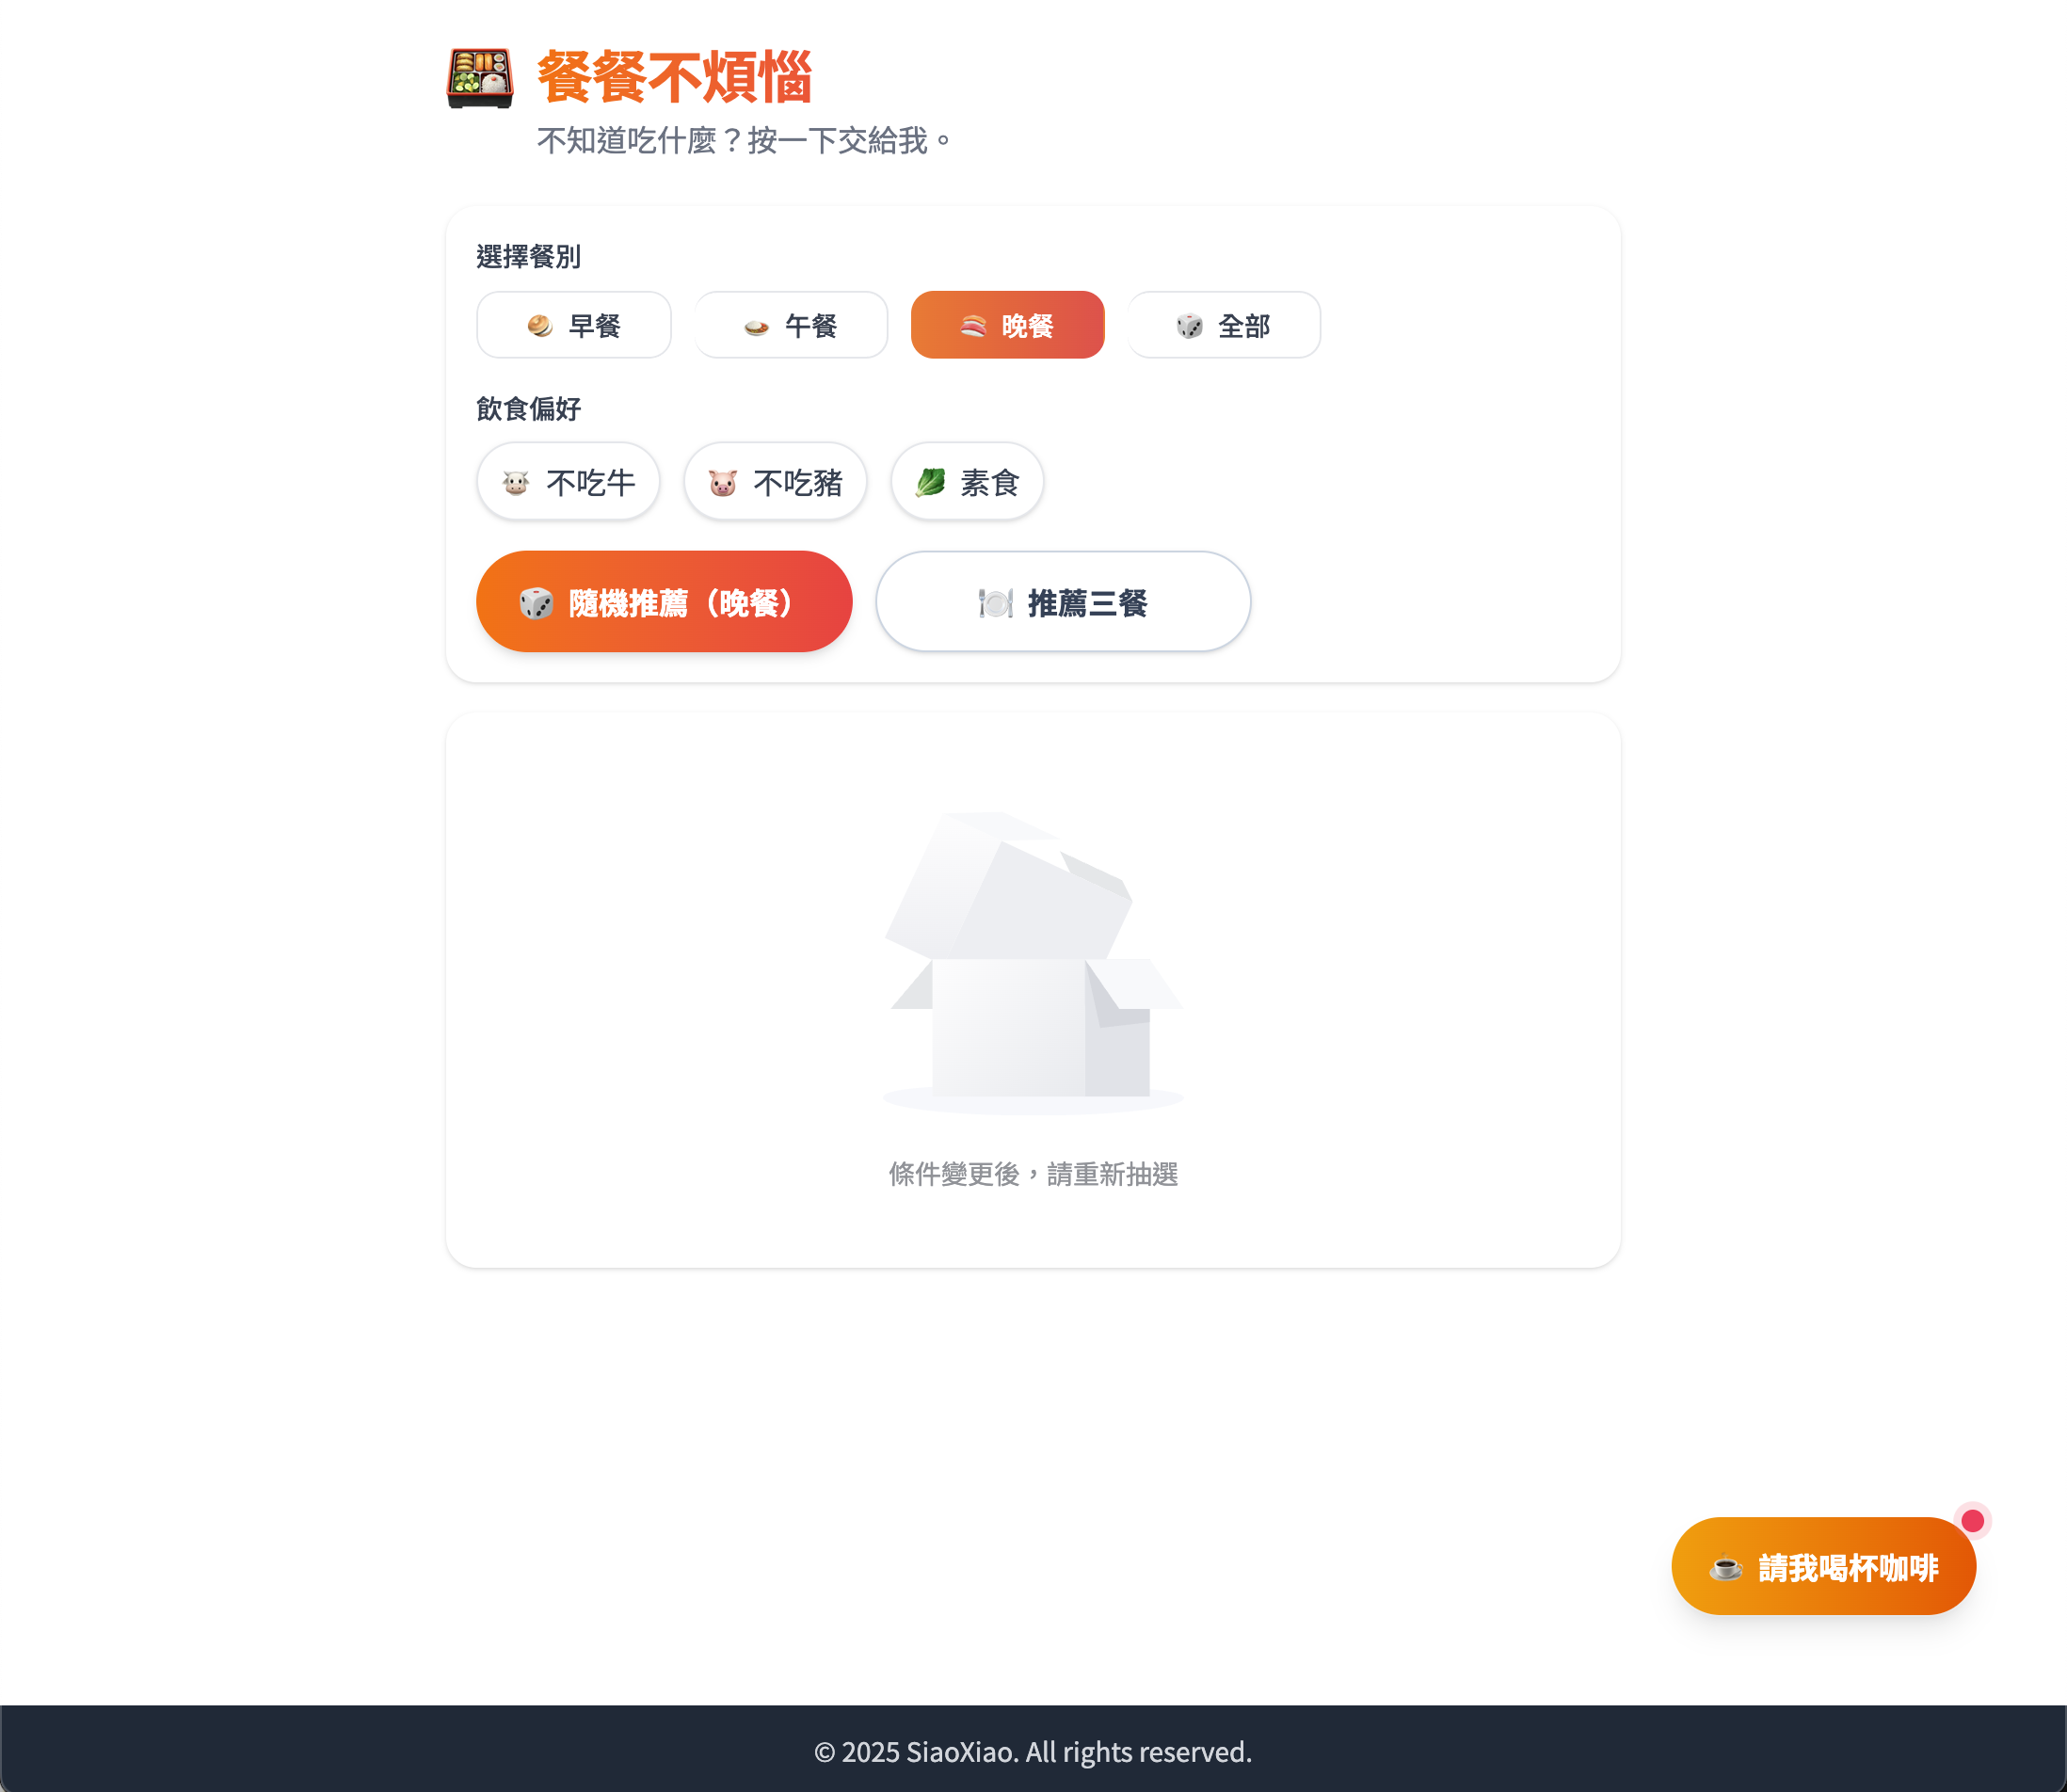 餐餐不煩惱
不知道吃什麼？按一下交給我。
選擇餐別
早餐 午餐 晚餐 全部
飲食偏好
不吃牛 不吃豬 素食
隨機推薦（晚餐） 推薦三餐
條件變更後，請重新抽選
請我喝杯咖啡
© 2025 SiaoXiao. All rights reserved.